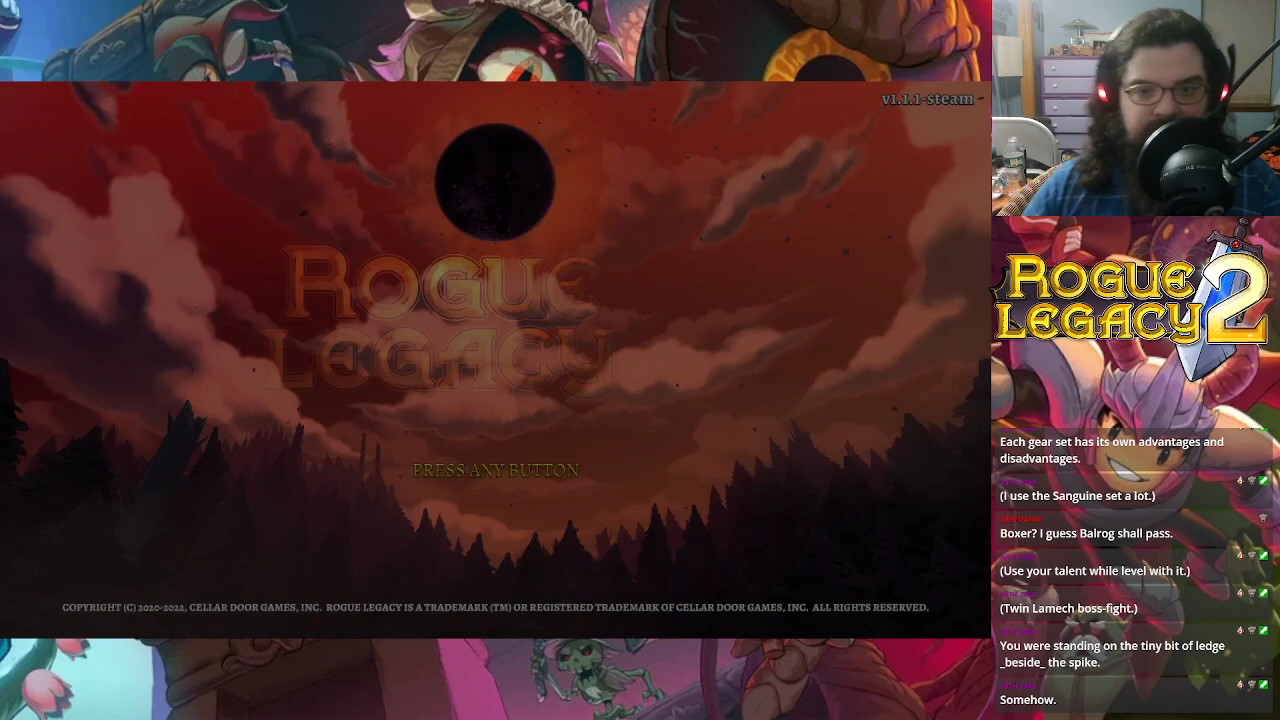 v1.1.1-steam -
ROGUE
LEGACY
PRESS ANY BUTTON
COPYRIGHT (C) 2020-2022, CELLAR DOOR GAMES, INC. ROGUE LEGACY IS A TRADEMARK (TM) OR REGISTERED TRADEMARK OF CELLAR DOOR GAMES, INC. ALL RIGHTS RESERVED.
ROGUE
LEGACY 2
Each gear set has its own advantages and
disadvantages.
(I use the Sanguine set a lot.)
Boxer? I guess Balrog shall pass.
(Use your talent while level with it.)
(Twin Lamech boss-fight.)
You were standing on the tiny bit of ledge
_beside_ the spike.
Somehow.